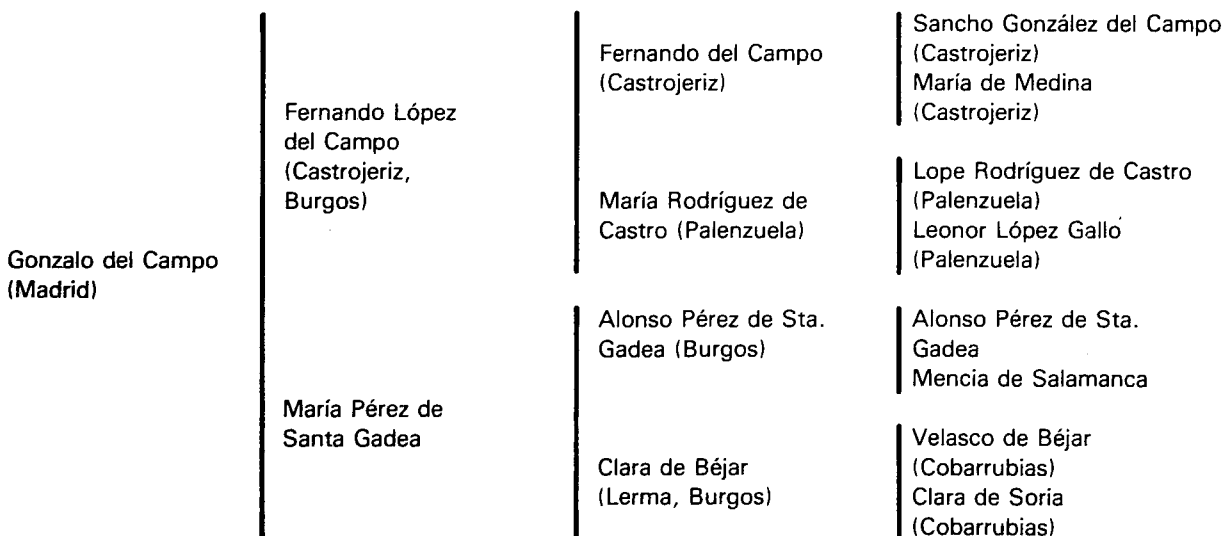 Gonzalo del Campo
(Madrid)
Fernando López
del Campo
(Castrojeriz,
Burgos)
María Pérez de
Santa Gadea
Fernando del Campo
(Castrojeriz)
María Rodríguez de
Castro (Palenzuela)
Alonso Pérez de Sta.
Gadea (Burgos)
Clara de Béjar
(Lerma, Burgos)
Sancho González del Campo
(Castrojeriz)
María de Medina
(Castrojeriz)
Lope Rodríguez de Castro
(Palenzuela)
Leonor López Gallo
(Palenzuela)
Alonso Pérez de Sta.
Gadea
Mencia de Salamanca
Velasco de Béjar
(Cobarrubias)
Clara de Soria
(Cobarrubias)